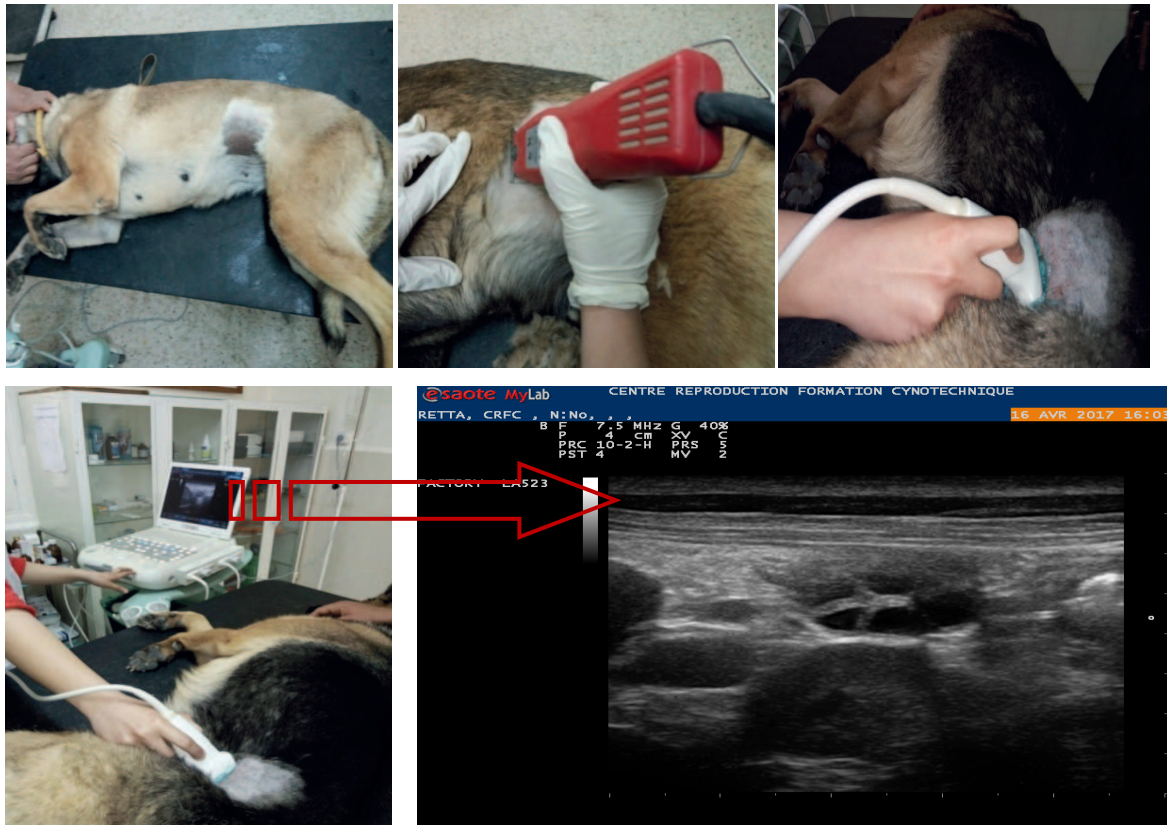 esaote MyLab CENTRE REPRODUCTION FORMATION CYNOTECHNIQUE
RETTA, CRFC , N:No, , , 16 AVR 2017 16:03
B F 7.5 MHz G 40%
P 4 cm XV C
PRC 10-2-H PRS 5
PST 4 MV 2
FACTORY LA523